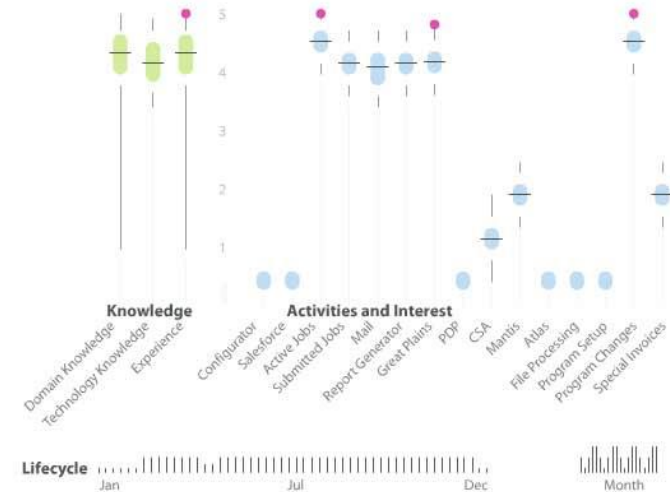 5
4
3
2
1
Knowledge
Activities and Interest
Domain Knowledge
Technology Knowledge
Experience
Configurator
Salesforce
Active Jobs
Submitted Jobs
Mail
Report Generator
Great Plains
PDP
CSA
Mantis
Atlas
File Processing
Program Setup
Program Changes
Special Invoices
Lifecycle
Jan
Jul
Dec
Month